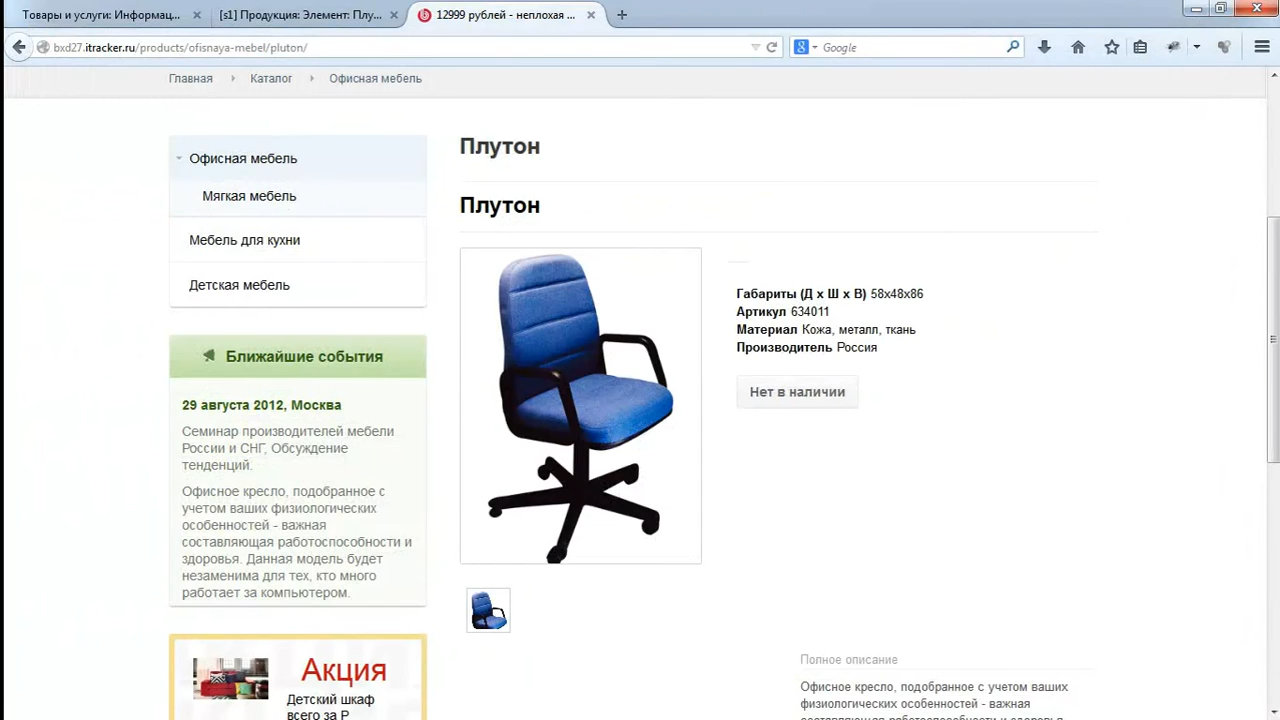 Товары и услуги: Информац...
[s1] Продукция: Элемент: Плу...
12999 рублей - неплохая ...
bxd27.itracker.ru/products/ofisnaya-mebel/pluton/
Google
Главная
Каталог
Офисная мебель
Офисная мебель
Мягкая мебель
Мебель для кухни
Детская мебель
Ближайшие события
29 августа 2012, Москва
Семинар производителей мебели
России и СНГ, Обсуждение
тенденций.
Офисное кресло, подобранное с
учетом ваших физиологических
особенностей - важная
составляющая работоспособности и
здоровья. Данная модель будет
незаменима для тех, кто много
работает за компьютером.
Акция
Детский шкаф
всего за Р
Плутон
Плутон
Габариты (Д х Ш х В) 58x48x86
Артикул 634011
Материал Кожа, металл, ткань
Производитель Россия
Нет в наличии
Полное описание
Офисное кресло, подобранное с учетом ваших
физиологических особенностей - важная
составляющая работоспособности и здоровья